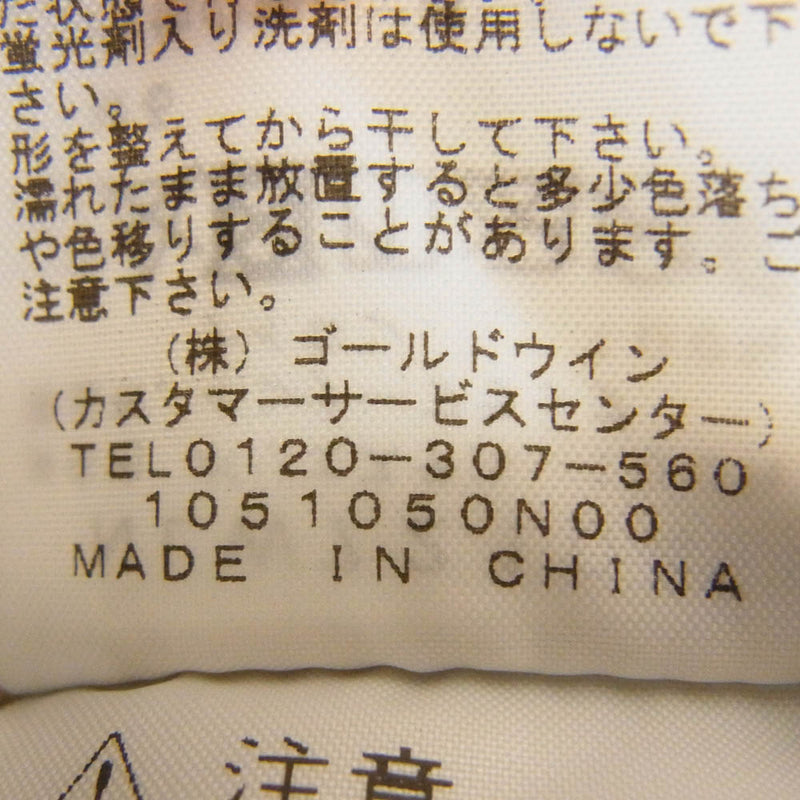 蛍光剤入り洗剤は使用しないで下
さい。
形を整えてから干して下さい。
濡れたまま放置すると多少色落ち
や色移りすることがあります。ご
注意下さい。
(株)ゴールドウイン
(カスタマーサービスセンター)
TEL0120-307-560
1051050N00
MADE IN CHINA
注意